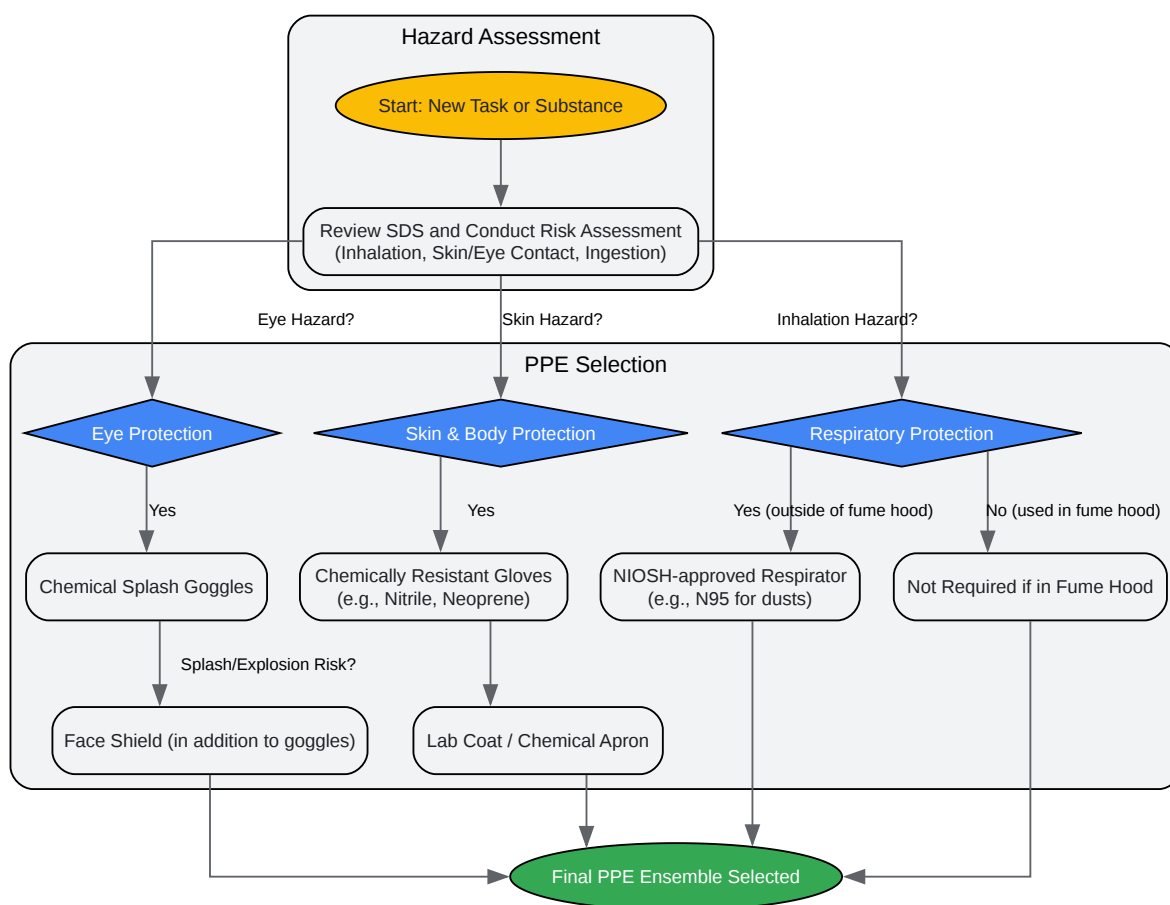 Hazard Assessment
Start: New Task or Substance
Review SDS and Conduct Risk Assessment
(Inhalation, Skin/Eye Contact, Ingestion)
Eye Hazard?
Skin Hazard?
Inhalation Hazard?
PPE Selection
Eye Protection
Skin & Body Protection
Respiratory Protection
Yes
Yes
Yes (outside of fume hood)
No (used in fume hood)
Chemical Splash Goggles
Chemically Resistant Gloves
(e.g., Nitrile, Neoprene)
NIOSH-approved Respirator
(e.g., N95 for dusts)
Not Required if in Fume Hood
Splash/Explosion Risk?
Face Shield (in addition to goggles)
Lab Coat / Chemical Apron
Final PPE Ensemble Selected